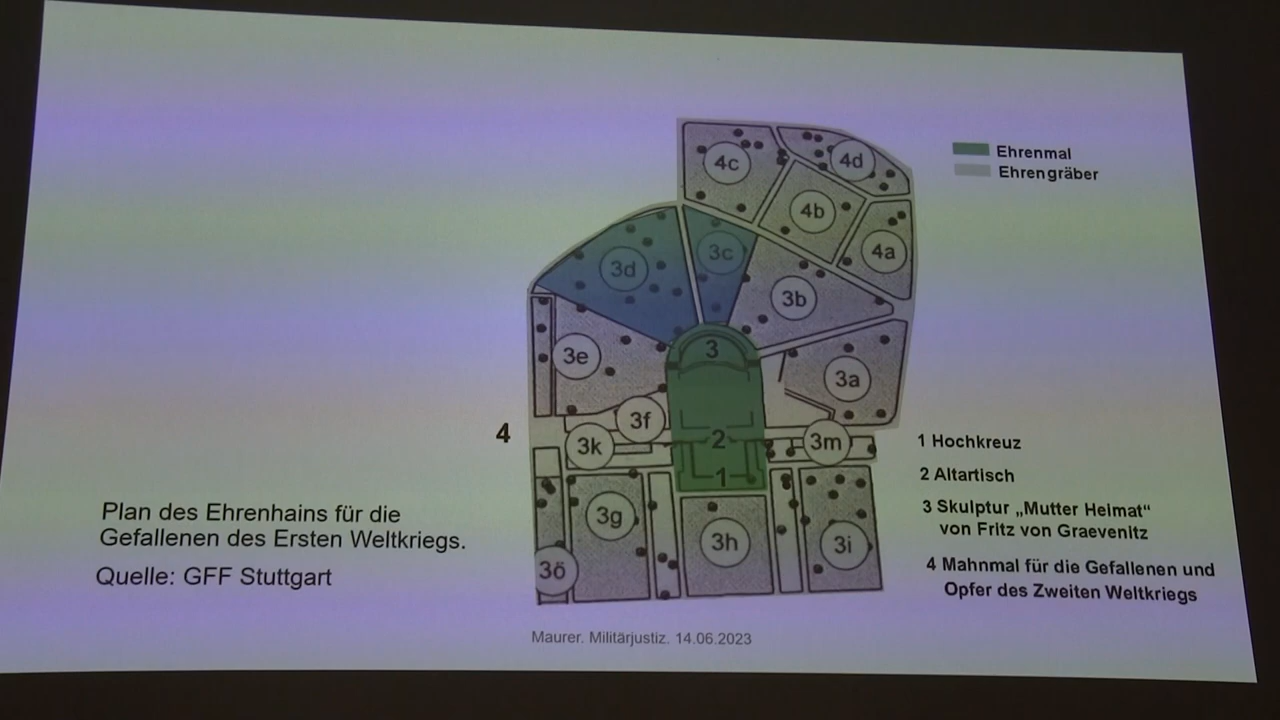 4c
4d
Ehrenmal
Ehrengräber
4b
4a
3c
3d
3b
3
3e
3a
3f
4
3k
2
3m
1 Hochkreuz
1
2 Altartisch
Plan des Ehrenhains für die
Gefallenen des Ersten Weltkriegs.
Quelle: GFF Stuttgart
3g
3h
3i
3ö
3 Skulptur „Mutter Heimat“
von Fritz von Graevenitz
4 Mahnmal für die Gefallenen und
Opfer des Zweiten Weltkriegs
Maurer. Militärjustiz. 14.06.2023